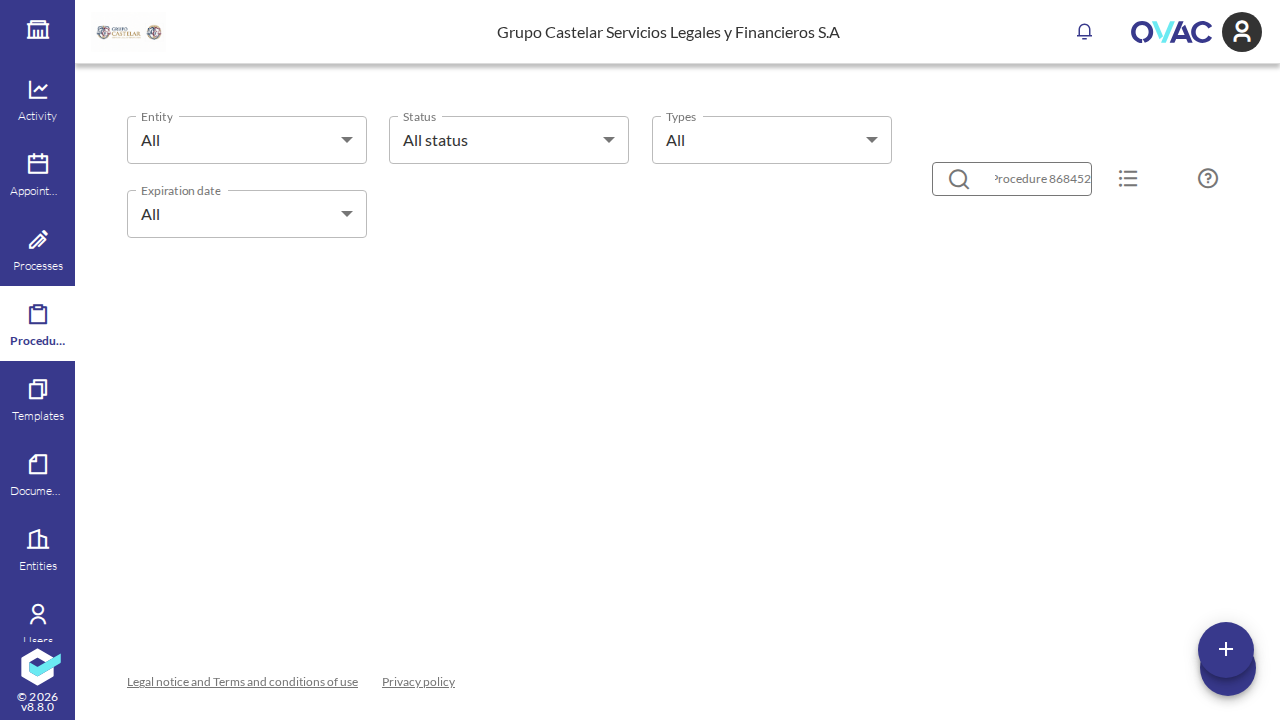 GRUPO
CASTELAR
Grupo Castelar Servicios Legales y Financieros S.A
OVAC
Activity
Appoint...
Processes
Procedu...
Templates
Docume...
Entities
Users
© 2026
v8.8.0
Entity
All
Status
All status
Types
All
Expiration date
All
Procedure 868452
Legal notice and Terms and conditions of use
Privacy policy